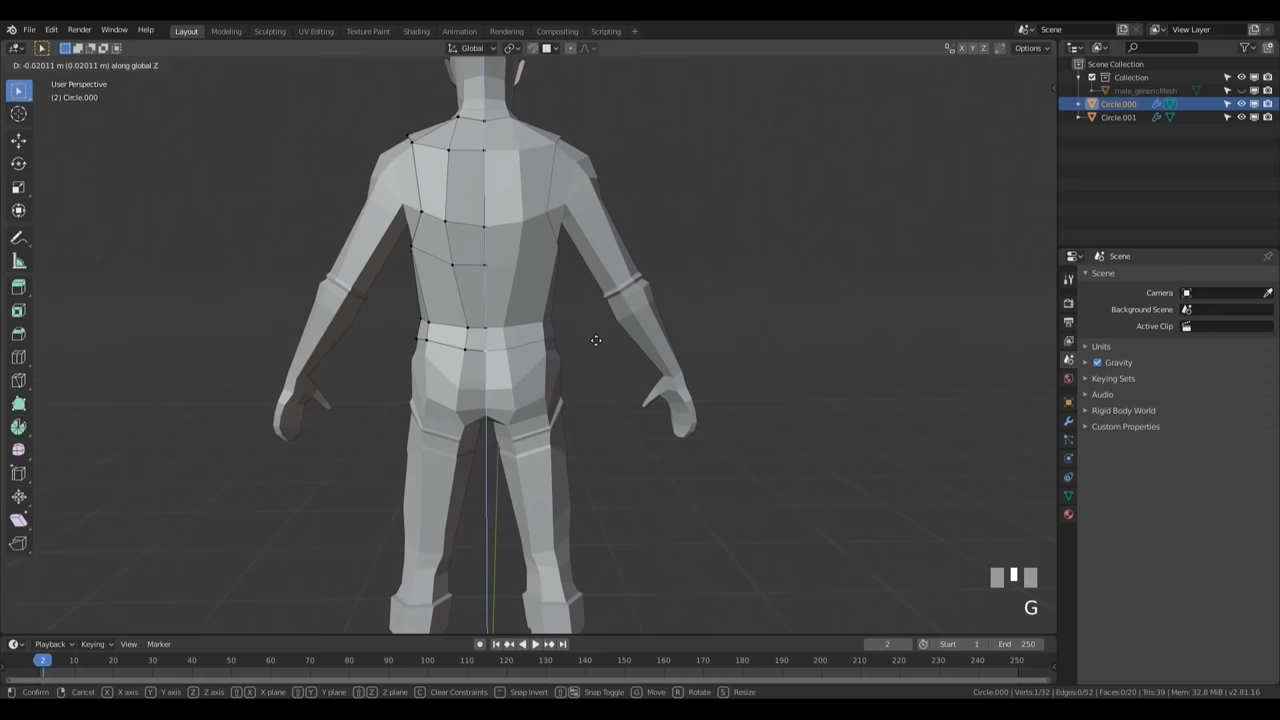 File Edit Render Window Help Layout Modeling Sculpting UV Editing Texture Paint Shading Animation Rendering Compositing Scripting + Scene View Layer
Global X Y Z Options
D: -0.02011 m (0.02011 m) along global Z
User Perspective
(2) Circle.000
Scene Collection
Collection
male_genericMesh
Circle.000
Circle.001
Scene
Scene
Camera
Background Scene
Active Clip
Units
Gravity
Keying Sets
Audio
Rigid Body World
Custom Properties
G
Playback Keying View Marker 2 Start 1 End 250
2 10 20 30 40 50 60 70 80 90 100 110 120 130 140 150 160 170 180 190 200 210 220 230 240 250
Confirm Cancel X X axis Y Y axis Z Z axis X X plane Y Y plane Z Z plane C Clear Constraints Snap Invert Snap Toggle G Move R Rotate S Resize Circle.000 | Verts:1/32 | Edges:0/52 | Faces:0/20 | Tris:39 | Mem: 32.8 MiB | v2.81.16